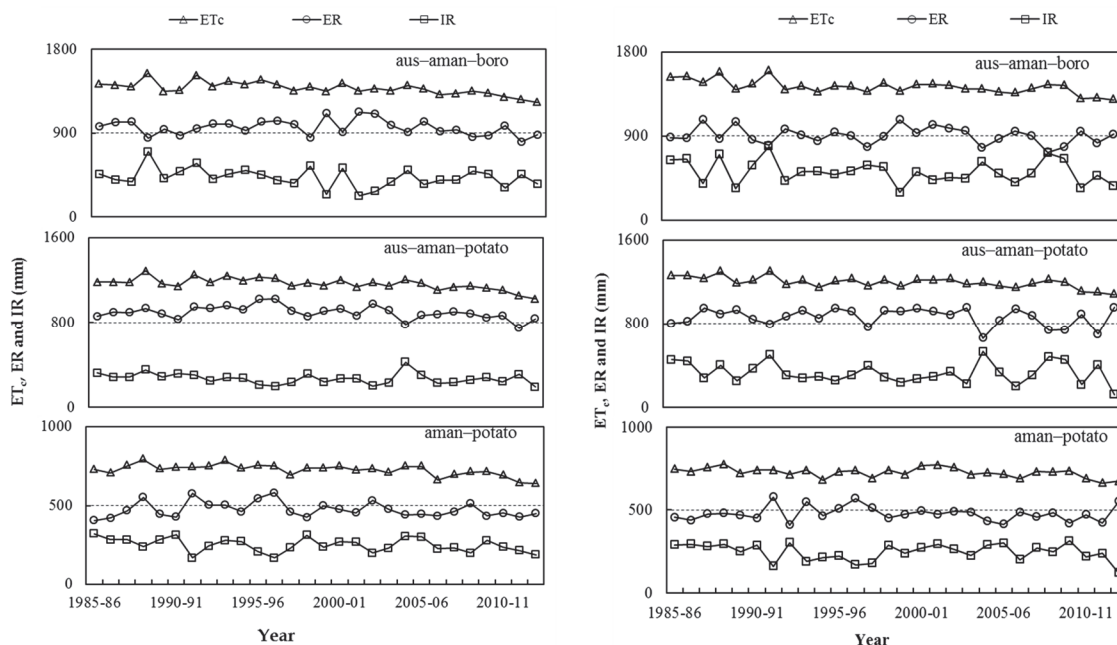 ETc ER IR
1800
aus–aman–boro
900
0
1600
aus–aman–potato
800
0
ETc, ER and IR (mm)
1000
aman–potato
500
0
1985-86 1990-91 1995-96 2000-01 2005-06 2010-11
Year
ETc ER IR
1800
aus–aman–boro
900
0
1600
aus–aman–potato
800
0
ETc, ER and IR (mm)
1000
aman–potato
500
0
1985-86 1990-91 1995-96 2000-01 2005-06 2010-11
Year